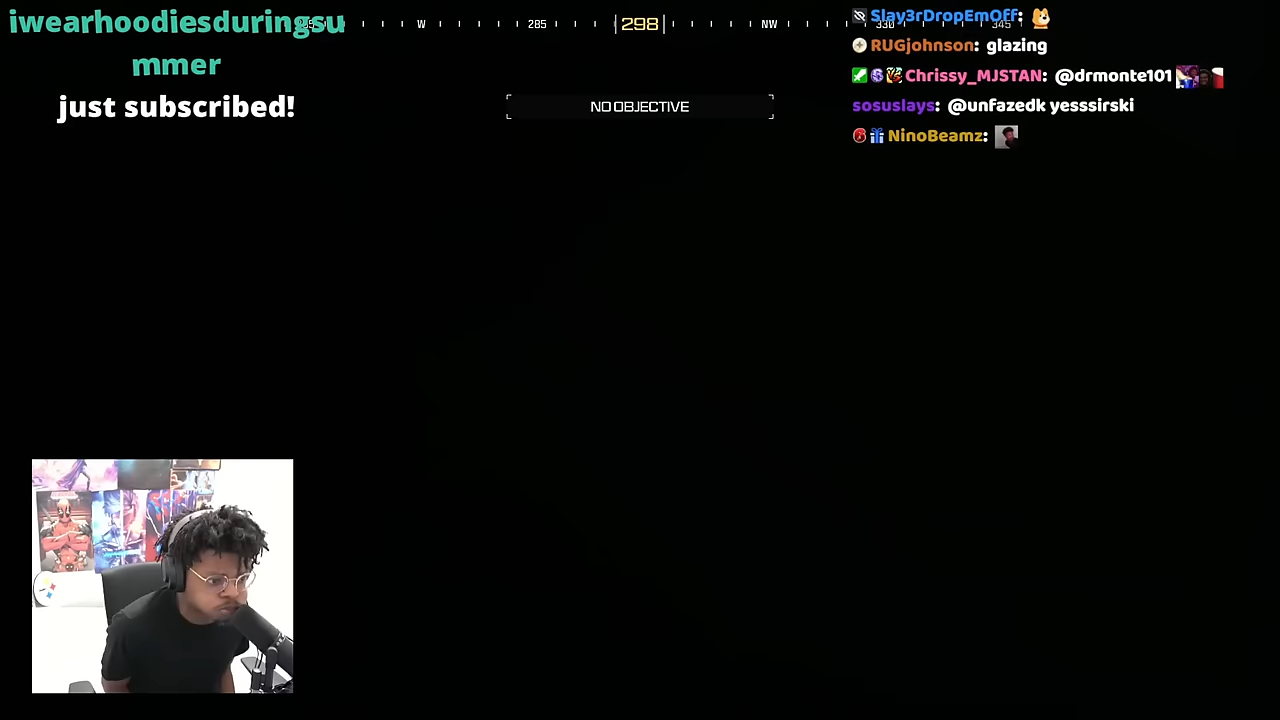 iwearhoodiesduringsu
mmer
just subscribed!
W 285 298 NW 330 345
NO OBJECTIVE
Slay3rDropEmOff:
RUGjohnson: glazing
Chrissy_MJSTAN: @drmonte101
sosuslays: @unfazedk yesssirski
NinoBeamz: